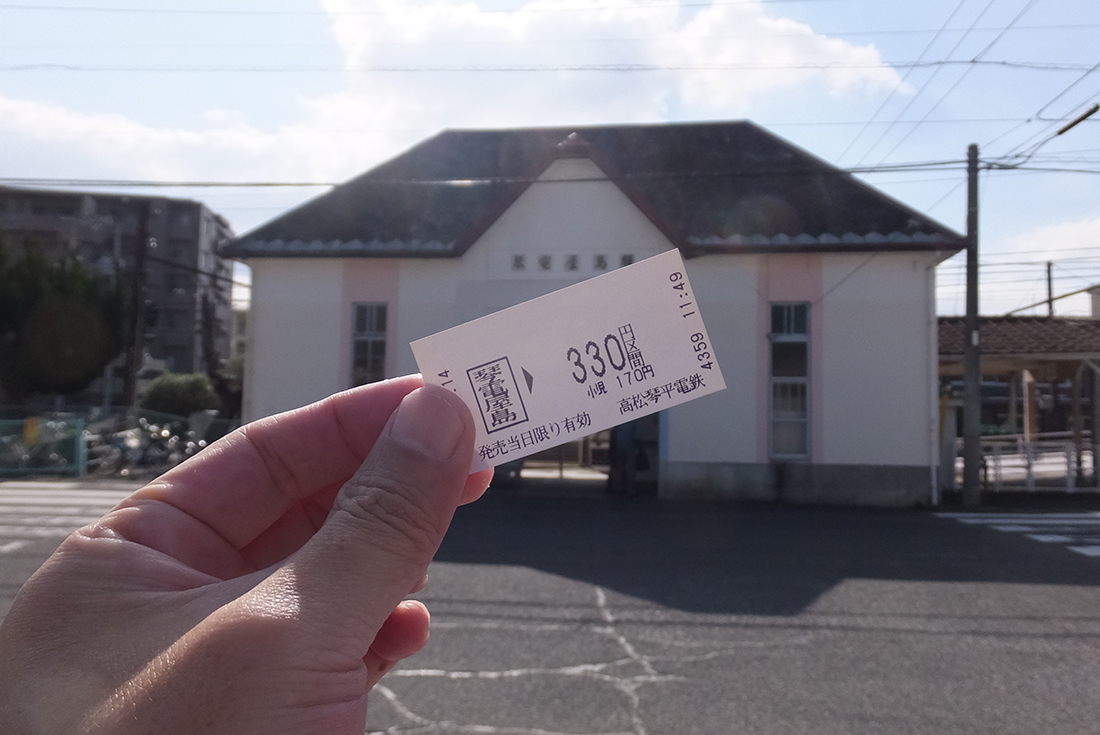 琴電屋島駅
.14
琴電屋島
▶
330円区間
小児 170円
4359 11:49
発売当日限り有効
高松琴平電鉄